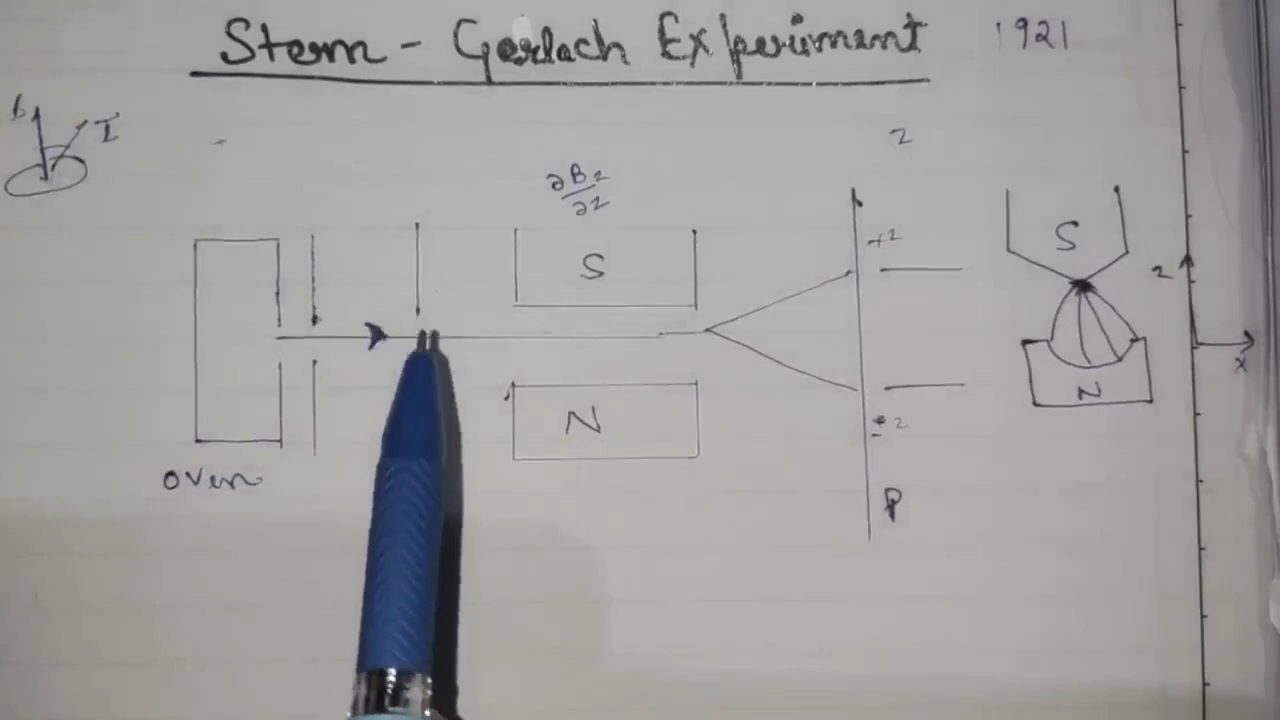 Stern - Gerlach Experiment 1921
L I
∂Bz
∂z
z
S
+z
S
z
x
N
N
-z
oven
P